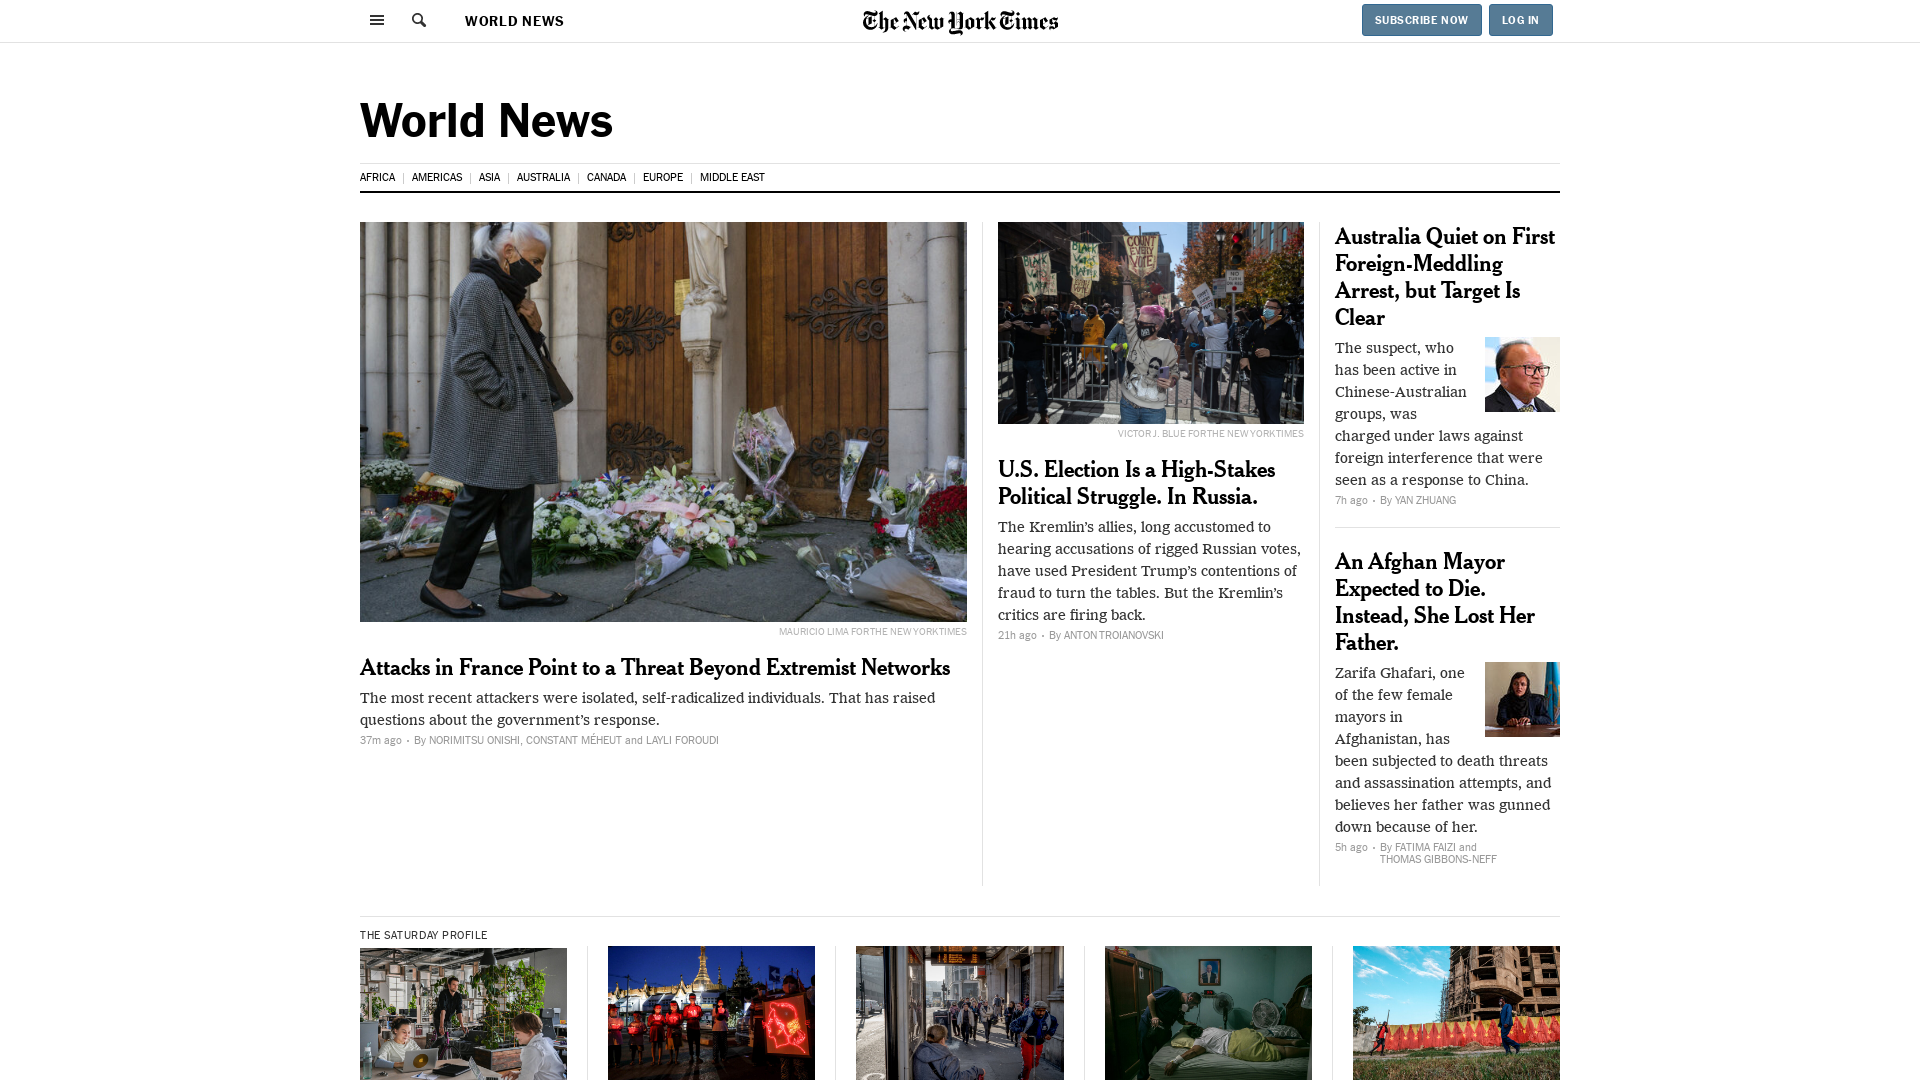 WORLD NEWS
The New York Times
SUBSCRIBE NOW
LOG IN
World News
AFRICA
AMERICAS
ASIA
AUSTRALIA
CANADA
EUROPE
MIDDLE EAST
MAURICIO LIMA FOR THE NEW YORK TIMES
Attacks in France Point to a Threat Beyond Extremist Networks
The most recent attackers were isolated, self-radicalized individuals. That has raised
questions about the government’s response.
37m ago · By NORIMITSU ONISHI, CONSTANT MÉHEUT and LAYLI FOROUDI
COUNT
EVERY
VOTE
VICTOR J. BLUE FOR THE NEW YORK TIMES
U.S. Election Is a High-Stakes
Political Struggle. In Russia.
The Kremlin’s allies, long accustomed to
hearing accusations of rigged Russian votes,
have used President Trump’s contentions of
fraud to turn the tables. But the Kremlin’s
critics are firing back.
21h ago · By ANTON TROIANOVSKI
Australia Quiet on First
Foreign-Meddling
Arrest, but Target Is
Clear
The suspect, who
has been active in
Chinese-Australian
groups, was
charged under laws against
foreign interference that were
seen as a response to China.
7h ago · By YAN ZHUANG
An Afghan Mayor
Expected to Die.
Instead, She Lost Her
Father.
Zarifa Ghafari, one
of the few female
mayors in
Afghanistan, has
been subjected to death threats
and assassination attempts, and
believes her father was gunned
down because of her.
5h ago · By FATIMA FAIZI and
THOMAS GIBBONS-NEFF
THE SATURDAY PROFILE